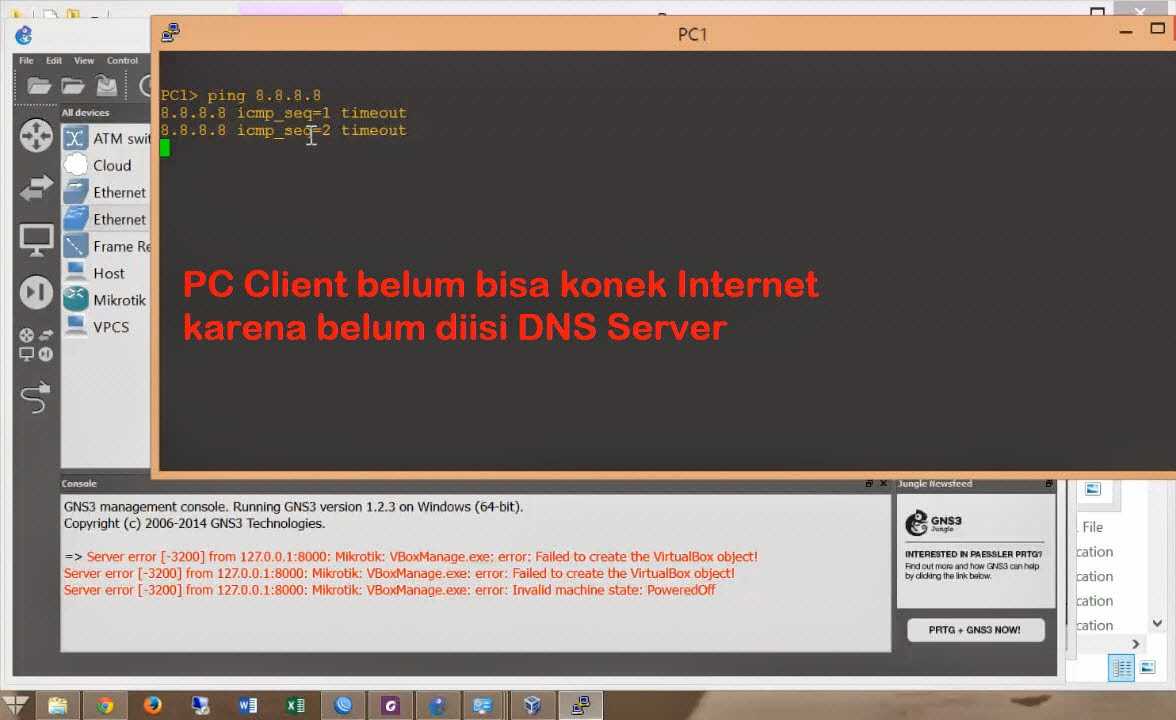 PC1
File Edit View Control
PC1> ping 8.8.8.8
8.8.8.8 icmp_seq=1 timeout
8.8.8.8 icmp_seq=2 timeout
All devices
ATM swit
Cloud
Ethernet
Ethernet
Frame Re
Host
Mikrotik
VPCS
PC Client belum bisa konek Internet
karena belum diisi DNS Server
Console
GNS3 management console. Running GNS3 version 1.2.3 on Windows (64-bit).
Copyright (c) 2006-2014 GNS3 Technologies.
=> Server error [-3200] from 127.0.0.1:8000: Mikrotik: VBoxManage.exe: error: Failed to create the VirtualBox object!
Server error [-3200] from 127.0.0.1:8000: Mikrotik: VBoxManage.exe: error: Failed to create the VirtualBox object!
Server error [-3200] from 127.0.0.1:8000: Mikrotik: VBoxManage.exe: error: Invalid machine state: PoweredOff
Jungle Newsfeed
GNS3
Jungle
INTERESTED IN PAESSLER PRTG?
Find out more and how GNS3 can help
by clicking the link below.
PRTG + GNS3 NOW!
File
cation
cation
cation
cation